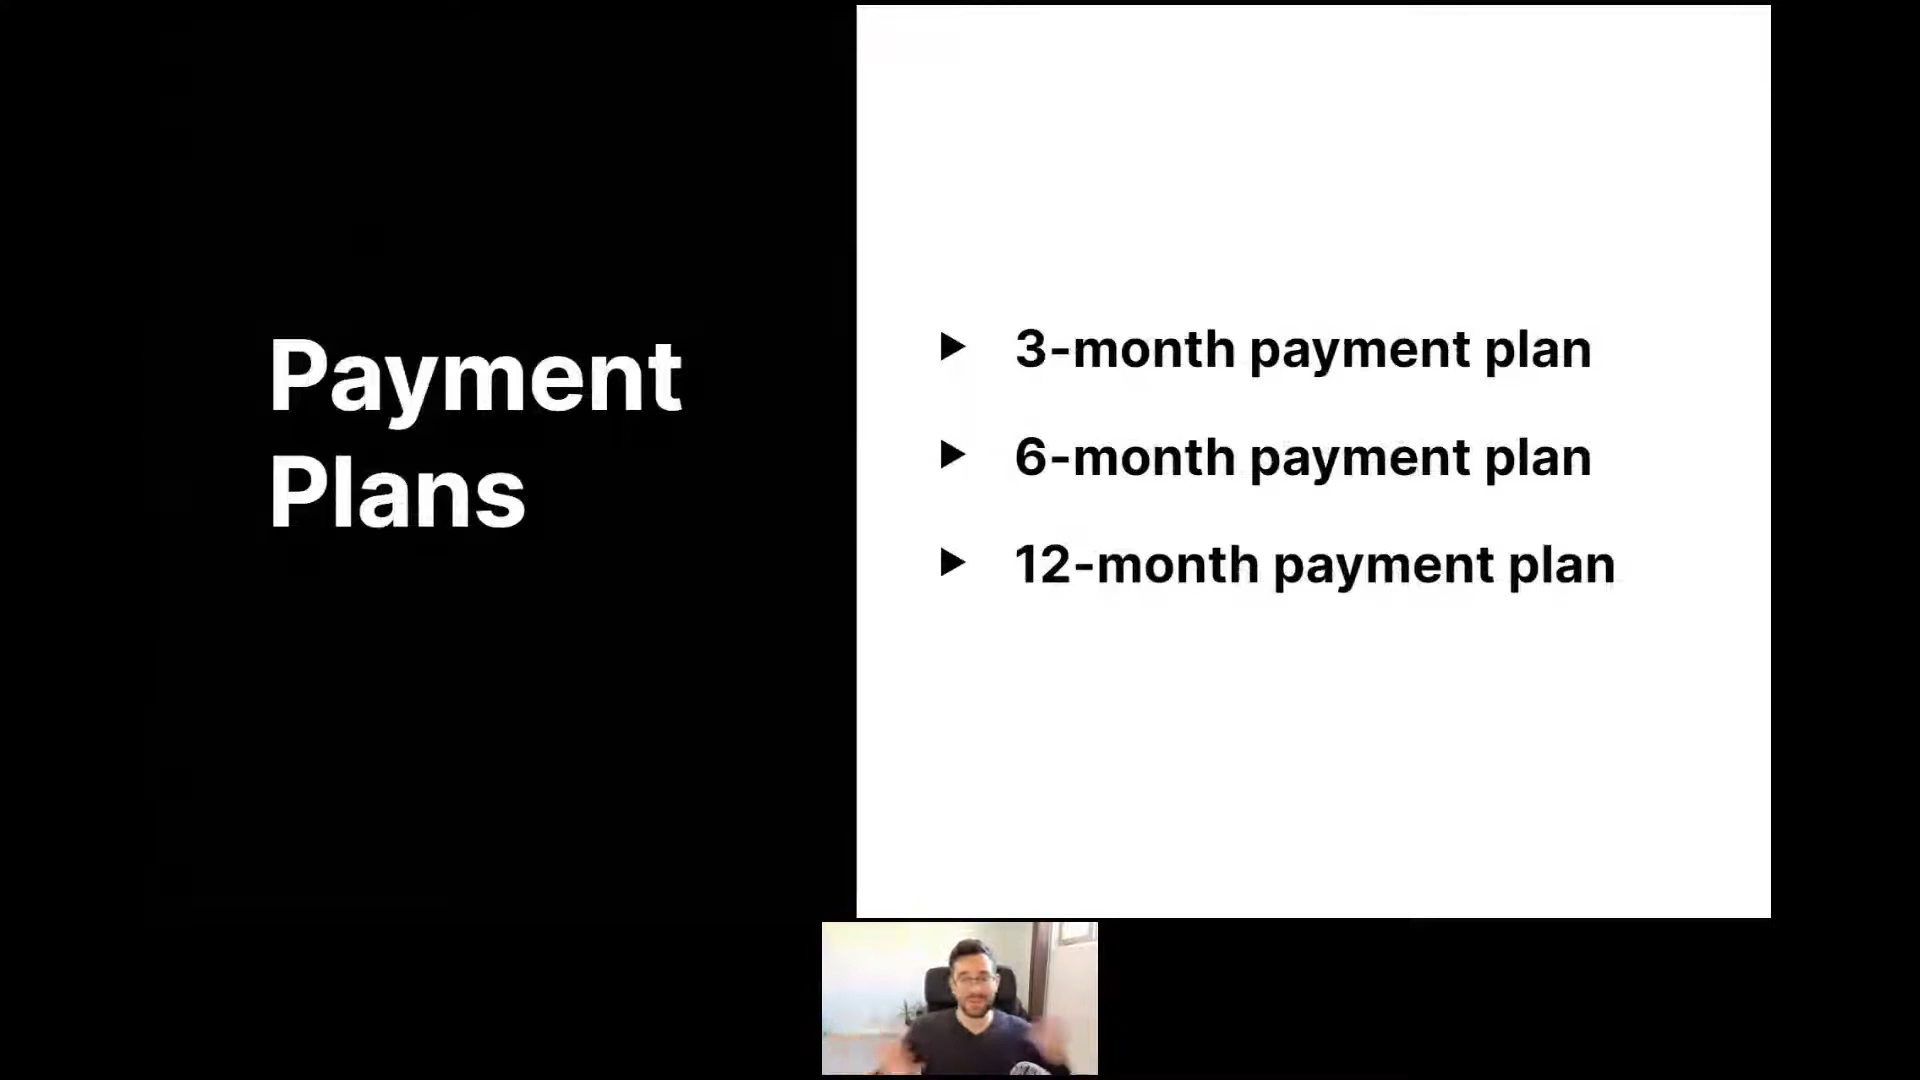 Payment
Plans
3-month payment plan
6-month payment plan
12-month payment plan